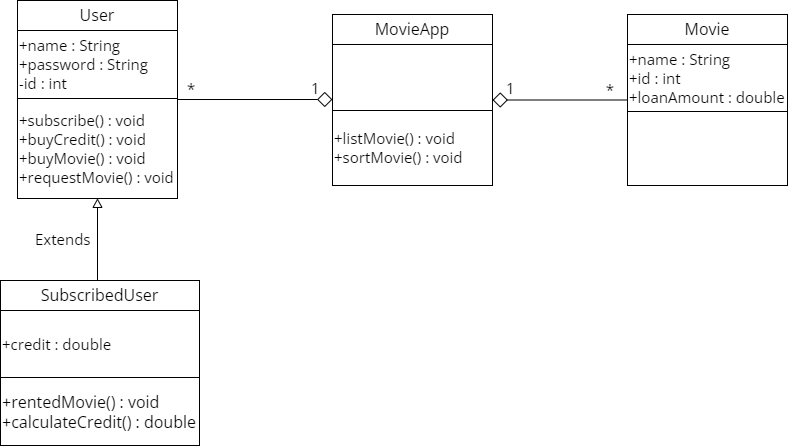 User
+name : String
+password : String
-id : int
+subscribe() : void
+buyCredit() : void
+buyMovie() : void
+requestMovie() : void
*
1
MovieApp
+listMovie() : void
+sortMovie() : void
1
*
Movie
+name : String
+id : int
+loanAmount : double
Extends
SubscribedUser
+credit : double
+rentedMovie() : void
+calculateCredit() : double